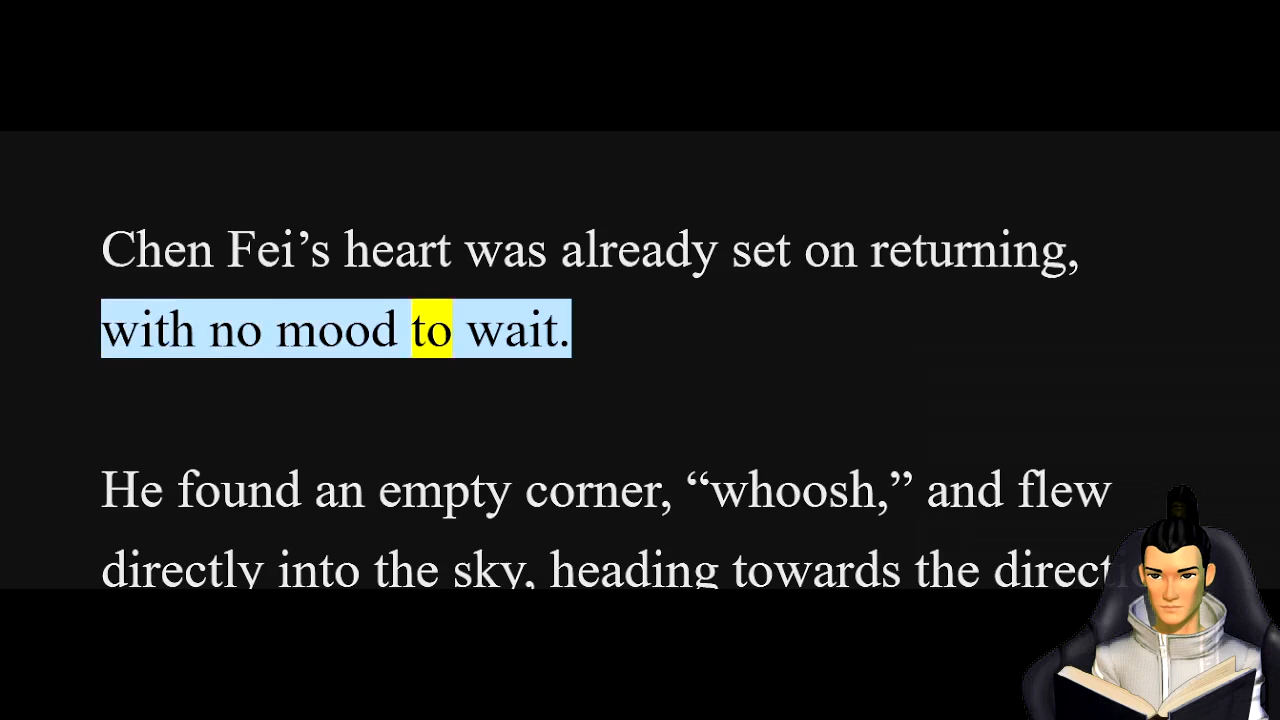 Chen Fei’s heart was already set on returning,
with no mood to wait.
He found an empty corner, “whoosh,” and flew
directly into the sky, heading towards the